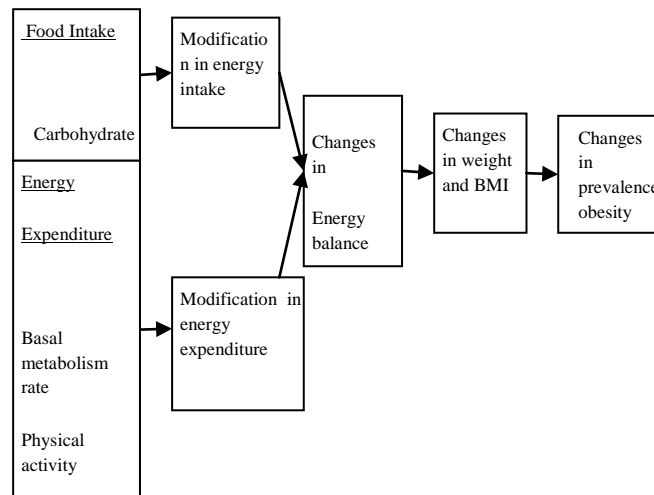 Food Intake
Carbohydrate
Energy
Expenditure
Basal
metabolism
rate
Physical
activity
Modificatio
n in energy
intake
Modification in
energy
expenditure
Changes
in
Energy
balance
Changes
in weight
and BMI
Changes
in
prevalence
obesity